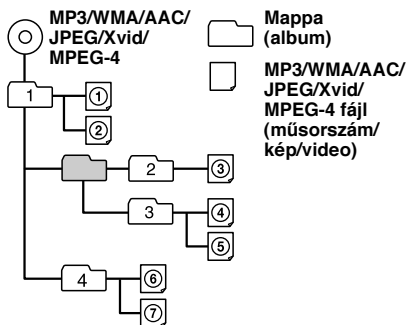 MP3/WMA/AAC/
JPEG/Xvid/
MPEG-4
Mappa
(album)
MP3/WMA/AAC/
JPEG/Xvid/
MPEG-4 fájl
(műsorszám/
kép/video)
1
①
②
2
③
3
④
⑤
4
⑥
⑦